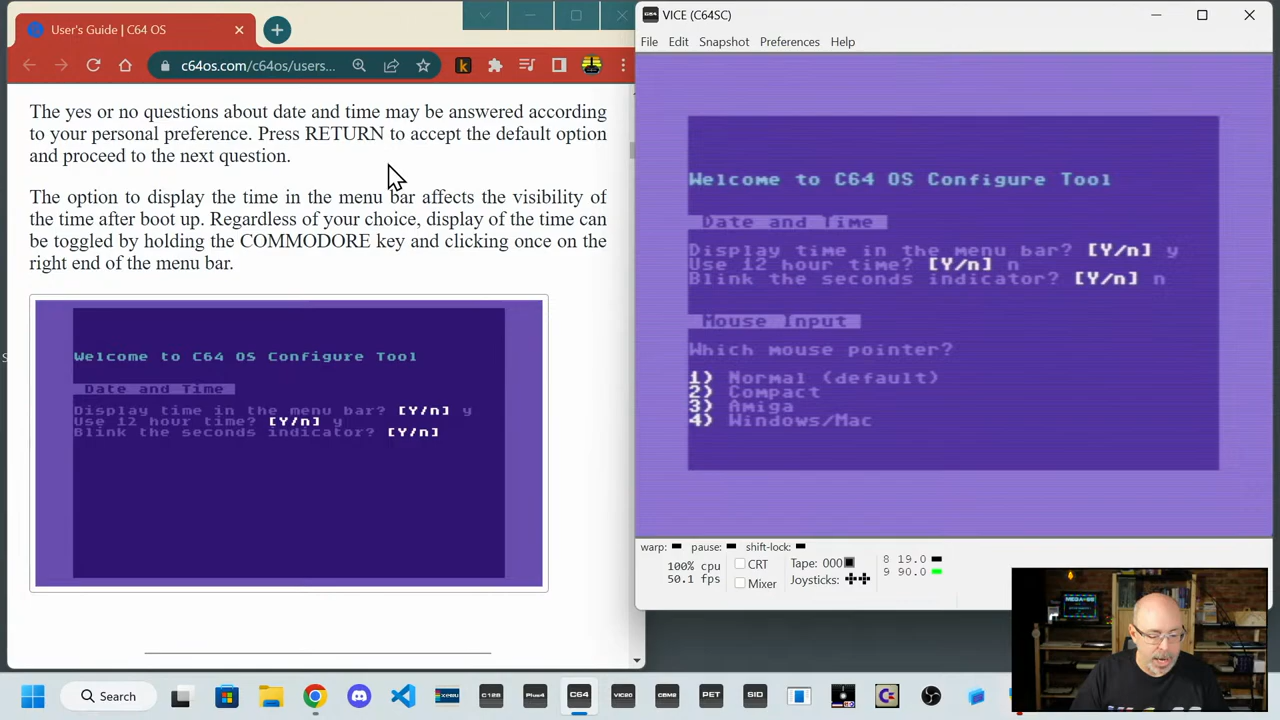 User's Guide | C64 OS
c64os.com/c64os/users...
The yes or no questions about date and time may be answered according
to your personal preference. Press RETURN to accept the default option
and proceed to the next question.
The option to display the time in the menu bar affects the visibility of
the time after boot up. Regardless of your choice, display of the time can
be toggled by holding the COMMODORE key and clicking once on the
right end of the menu bar.
Welcome to C64 OS Configure Tool
Date and Time
Display time in the menu bar? [Y/n] y
Use 12 hour time? [Y/n] y
Blink the seconds indicator? [Y/n]
VICE (C64SC)
File Edit Snapshot Preferences Help
Welcome to C64 OS Configure Tool
Date and Time
Display time in the menu bar? [Y/n] y
Use 12 hour time? [Y/n] n
Blink the seconds indicator? [Y/n] n
Mouse Input
Which mouse pointer?
1) Normal (default)
2) Compact
3) Amiga
4) Windows/Mac
warp: pause: shift-lock:
100% cpu
50.1 fps
CRT
Mixer
Tape: 000
Joysticks:
8 19.0
9 90.0
MEGA-65
Search
C128 Plus4 C64 VIC20 CBM2 PET SID